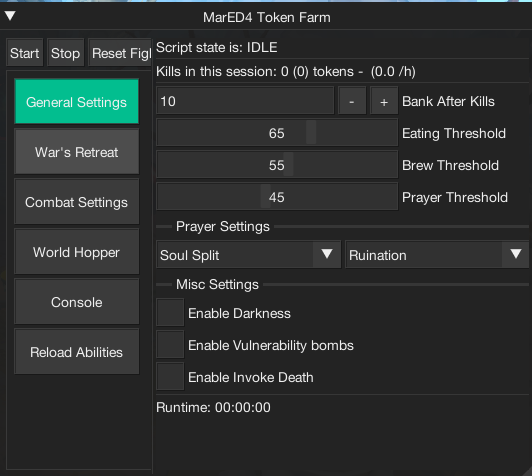 MarED4 Token Farm
Start Stop Reset Figl
Script state is: IDLE
Kills in this session: 0 (0) tokens - (0.0 /h)
General Settings
War's Retreat
Combat Settings
World Hopper
Console
Reload Abilities
10 - + Bank After Kills
65 Eating Threshold
55 Brew Threshold
45 Prayer Threshold
Prayer Settings
Soul Split Ruination
Misc Settings
Enable Darkness
Enable Vulnerability bombs
Enable Invoke Death
Runtime: 00:00:00